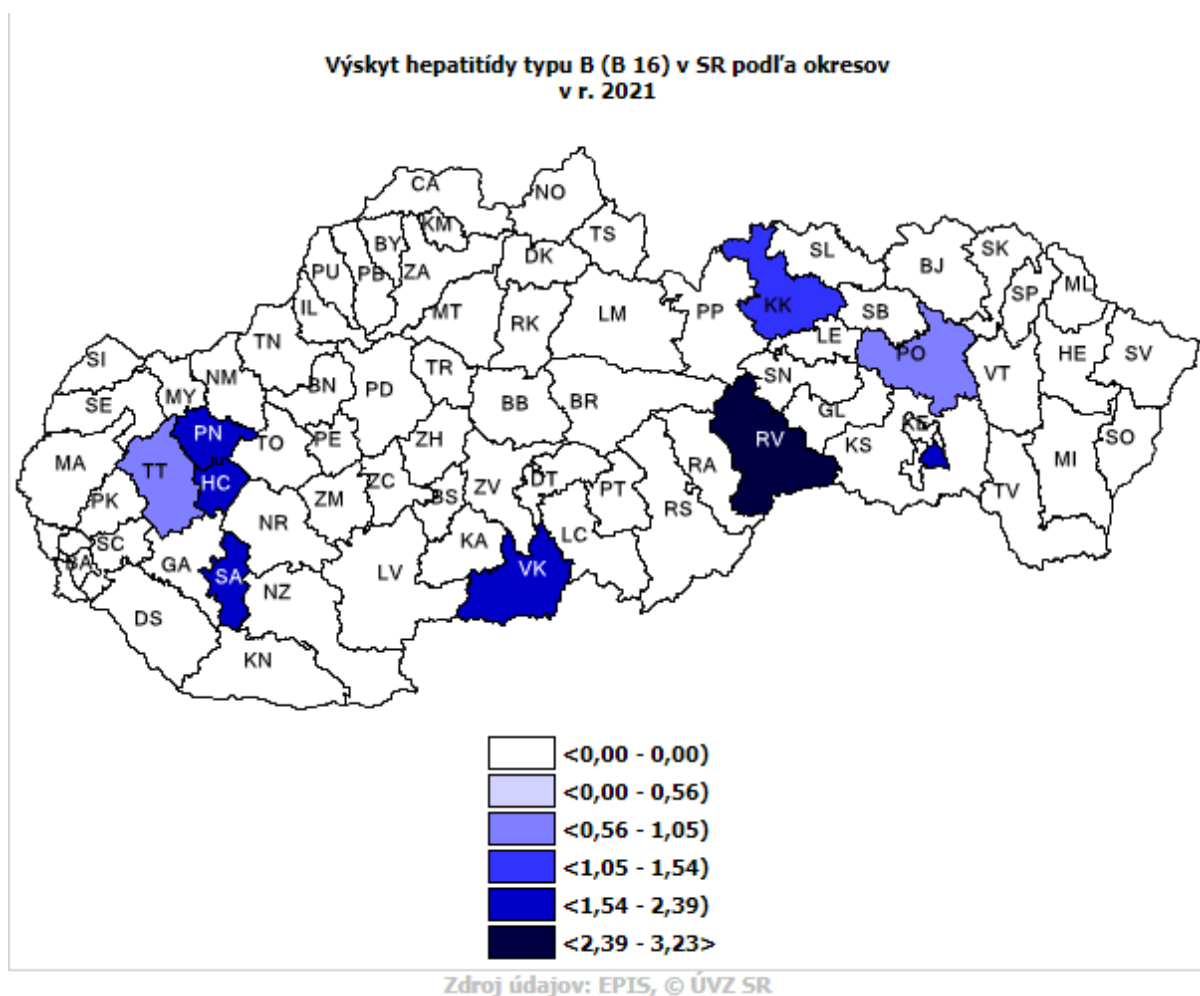 Výskyt hepatitídy typu B (B 16) v SR podľa okresov
v r. 2021
CA
NO
KM
TS
BY
DK
SL
SK
PU
PB
ZA
BJ
ML
SP
IL
MT
KK
PP
SB
RK
LM
TN
LE
PO
HE
SV
SI
NM
BN
PD
TR
SN
VT
MY
BB
BR
SE
GL
PN
TO
PE
ZH
KE
KS
SO
RV
MA
TT
HC
ZM
ZC
BS
ZV
DT
PT
RA
MI
PK
NR
RS
TV
SC
KA
LC
BA
GA
SA
NZ
LV
VK
DS
KN
<0,00 - 0,00)
<0,00 - 0,56)
<0,56 - 1,05)
<1,05 - 1,54)
<1,54 - 2,39)
<2,39 - 3,23>
Zdroj údajov: EPIS, © ÚVZ SR